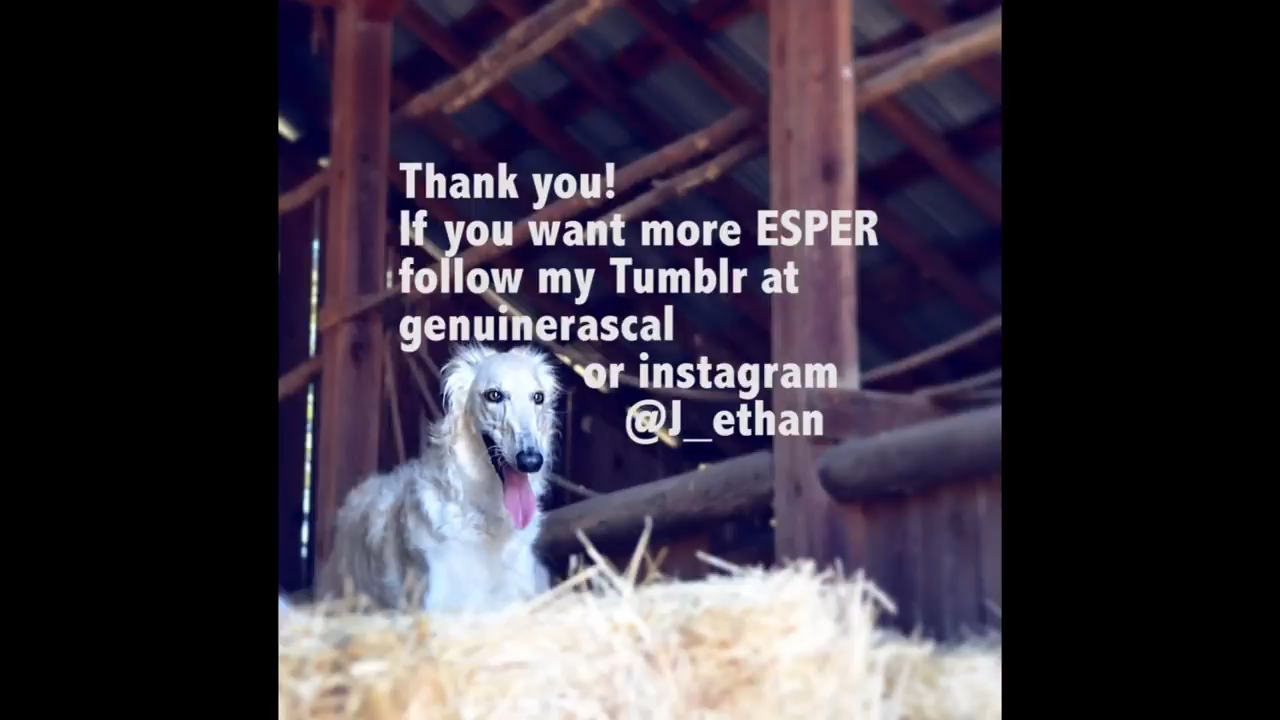 Thank you!
If you want more ESPER
follow my Tumblr at
genuinerascal
or instagram
@J_ethan